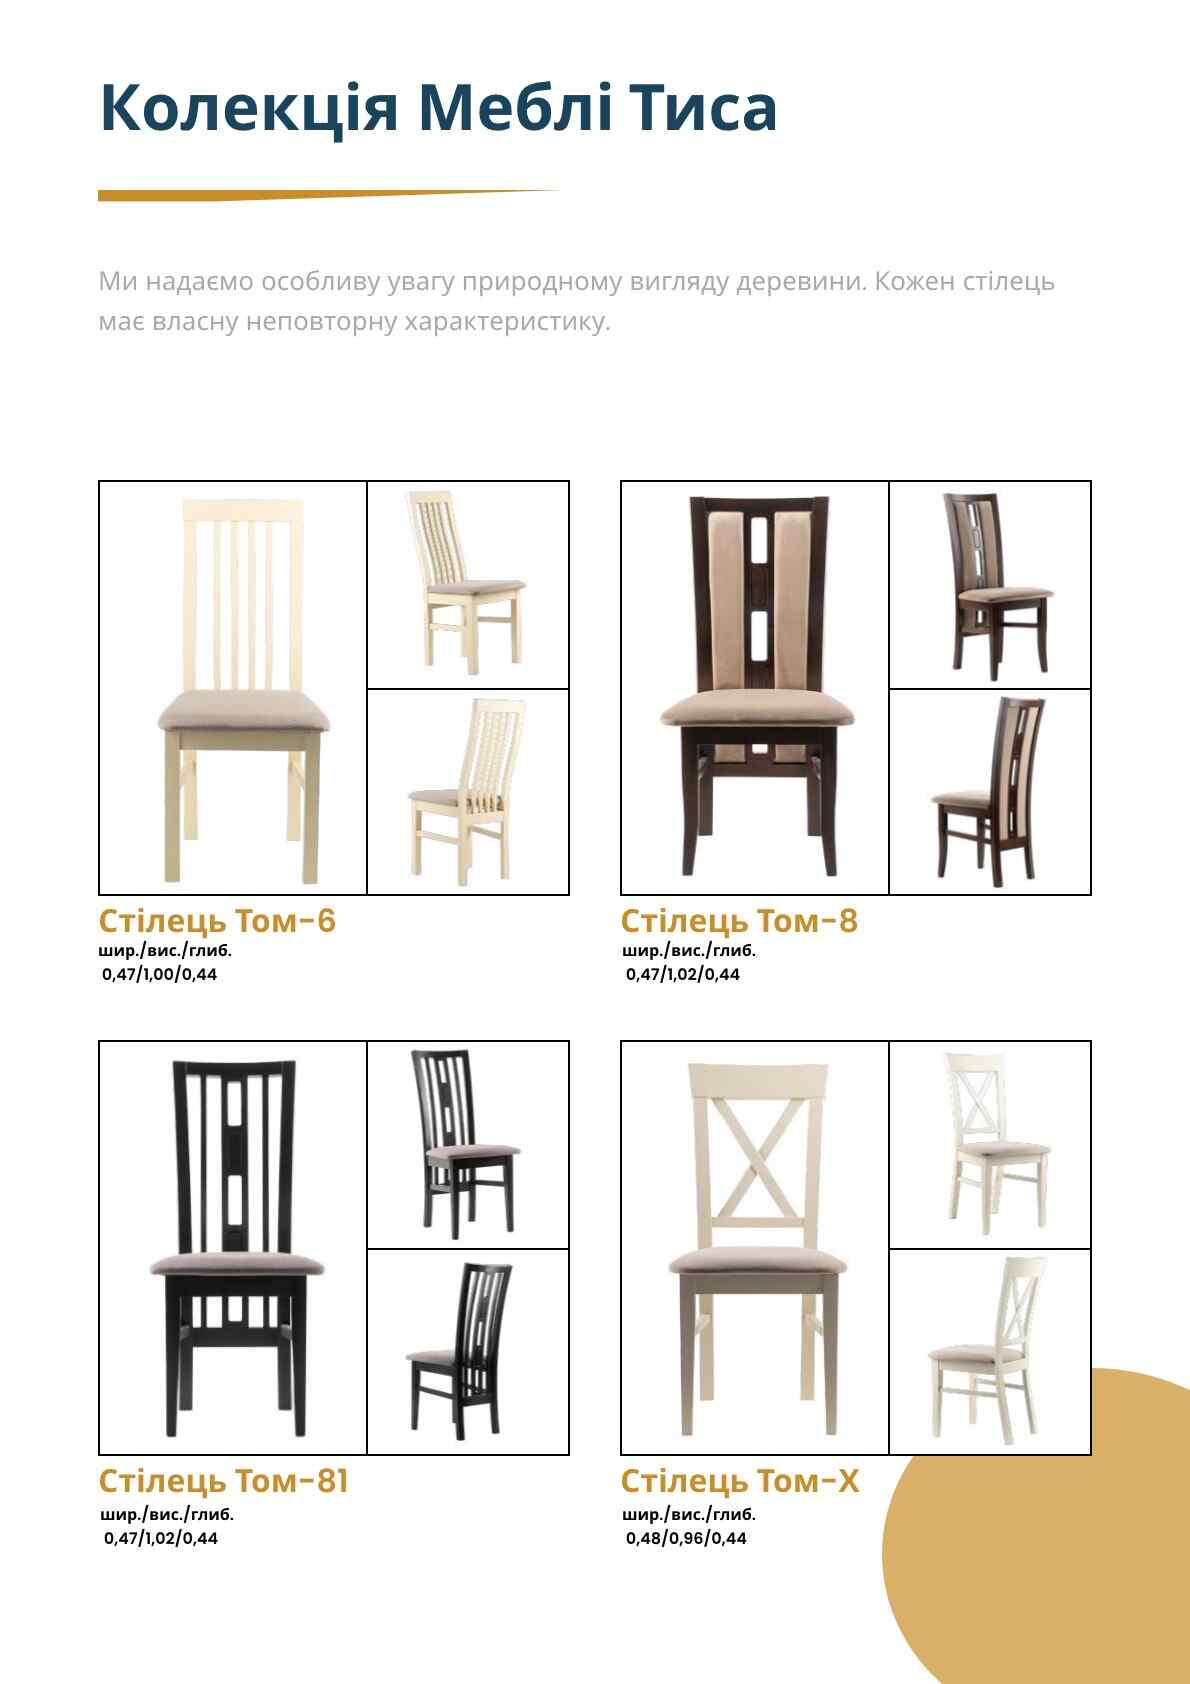 Колекція Меблі Тиса
Ми надаємо особливу увагу природному вигляду деревини. Кожен стілець
має власну неповторну характеристику.
Стілець Том-6
шир./вис./глиб.
0,47/1,00/0,44
Стілець Том-8
шир./вис./глиб.
0,47/1,02/0,44
Стілець Том-81
шир./вис./глиб.
0,47/1,02/0,44
Стілець Том-X
шир./вис./глиб.
0,48/0,96/0,44